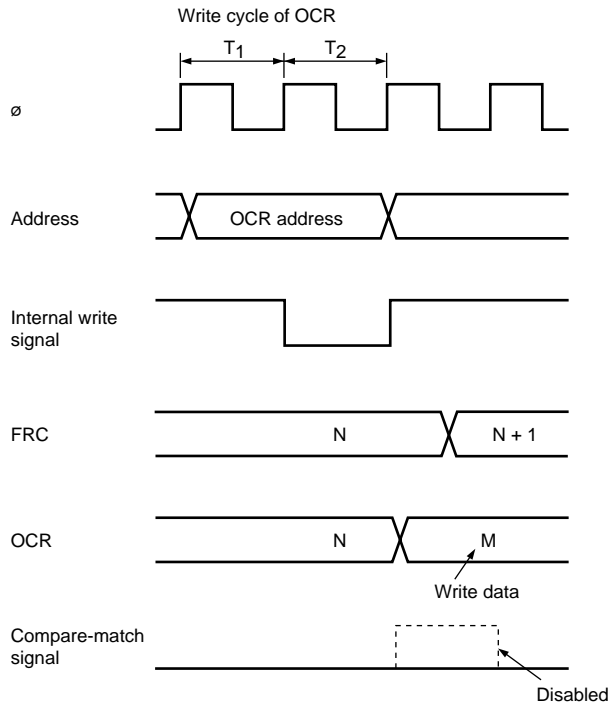 Write cycle of OCR
T1
T2
ø
Address
OCR address
Internal write
signal
FRC
N
N + 1
OCR
N
M
Write data
Compare-match
signal
Disabled